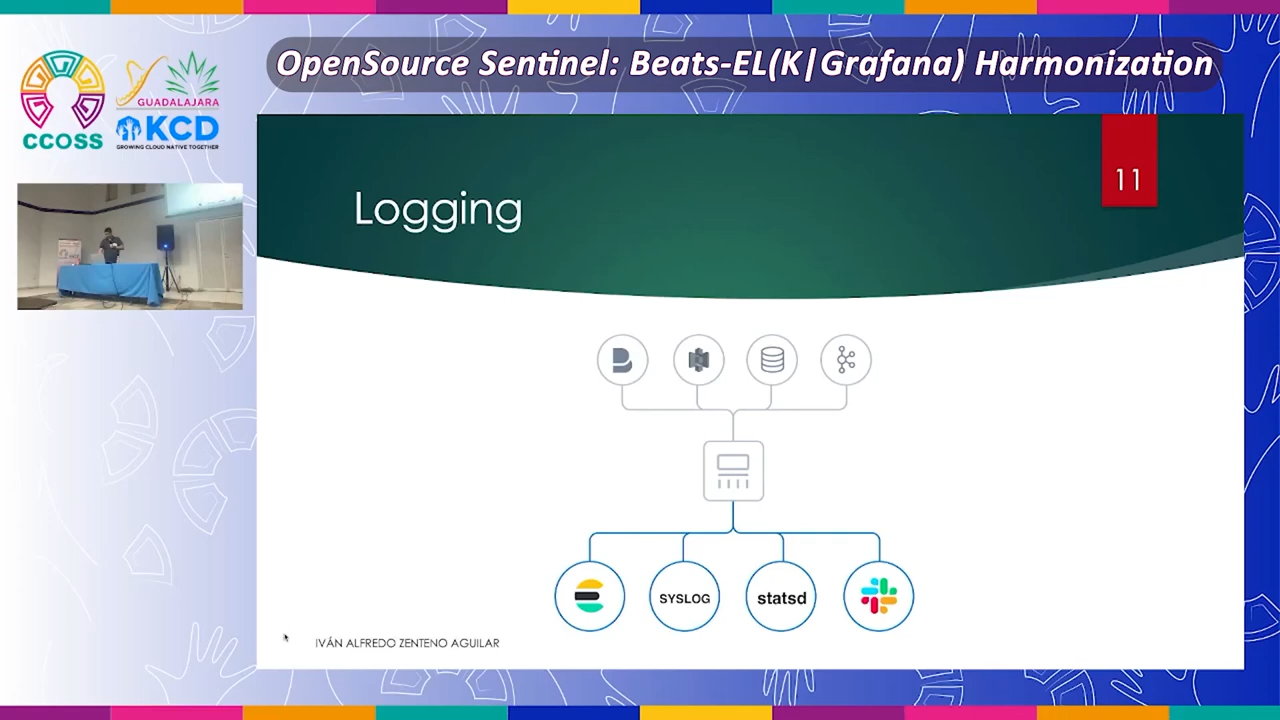 OpenSource Sentinel: Beats-EL(K|Grafana) Harmonization
CCOSS
GUADALAJARA
KCD
GROWING CLOUD NATIVE TOGETHER
11
Logging
SYSLOG
statsd
IVÁN ALFREDO ZENTENO AGUILAR